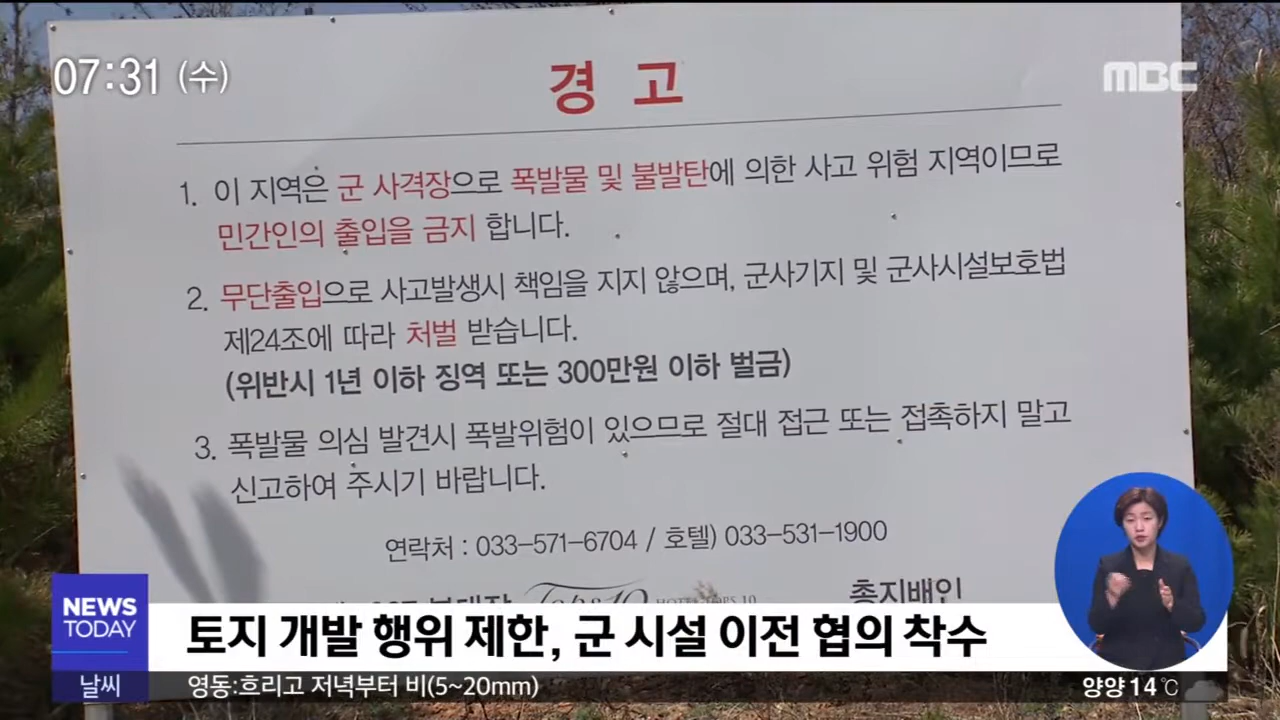 07:31 (수)
MBC
경 고
1. 이 지역은 군 사격장으로 폭발물 및 불발탄에 의한 사고 위험 지역이므로
민간인의 출입을 금지 합니다.
2. 무단출입으로 사고발생시 책임을 지지 않으며, 군사기지 및 군사시설보호법
제24조에 따라 처벌 받습니다.
(위반시 1년 이하 징역 또는 300만원 이하 벌금)
3. 폭발물 의심 발견시 폭발위험이 있으므로 절대 접근 또는 접촉하지 말고
신고하여 주시기 바랍니다.
연락처 : 033-571-6704 / 호텔) 033-531-1900
총지배인
NEWS
TODAY
토지 개발 행위 제한, 군 시설 이전 협의 착수
날씨
영동:흐리고 저녁부터 비(5~20mm)
양양 14℃